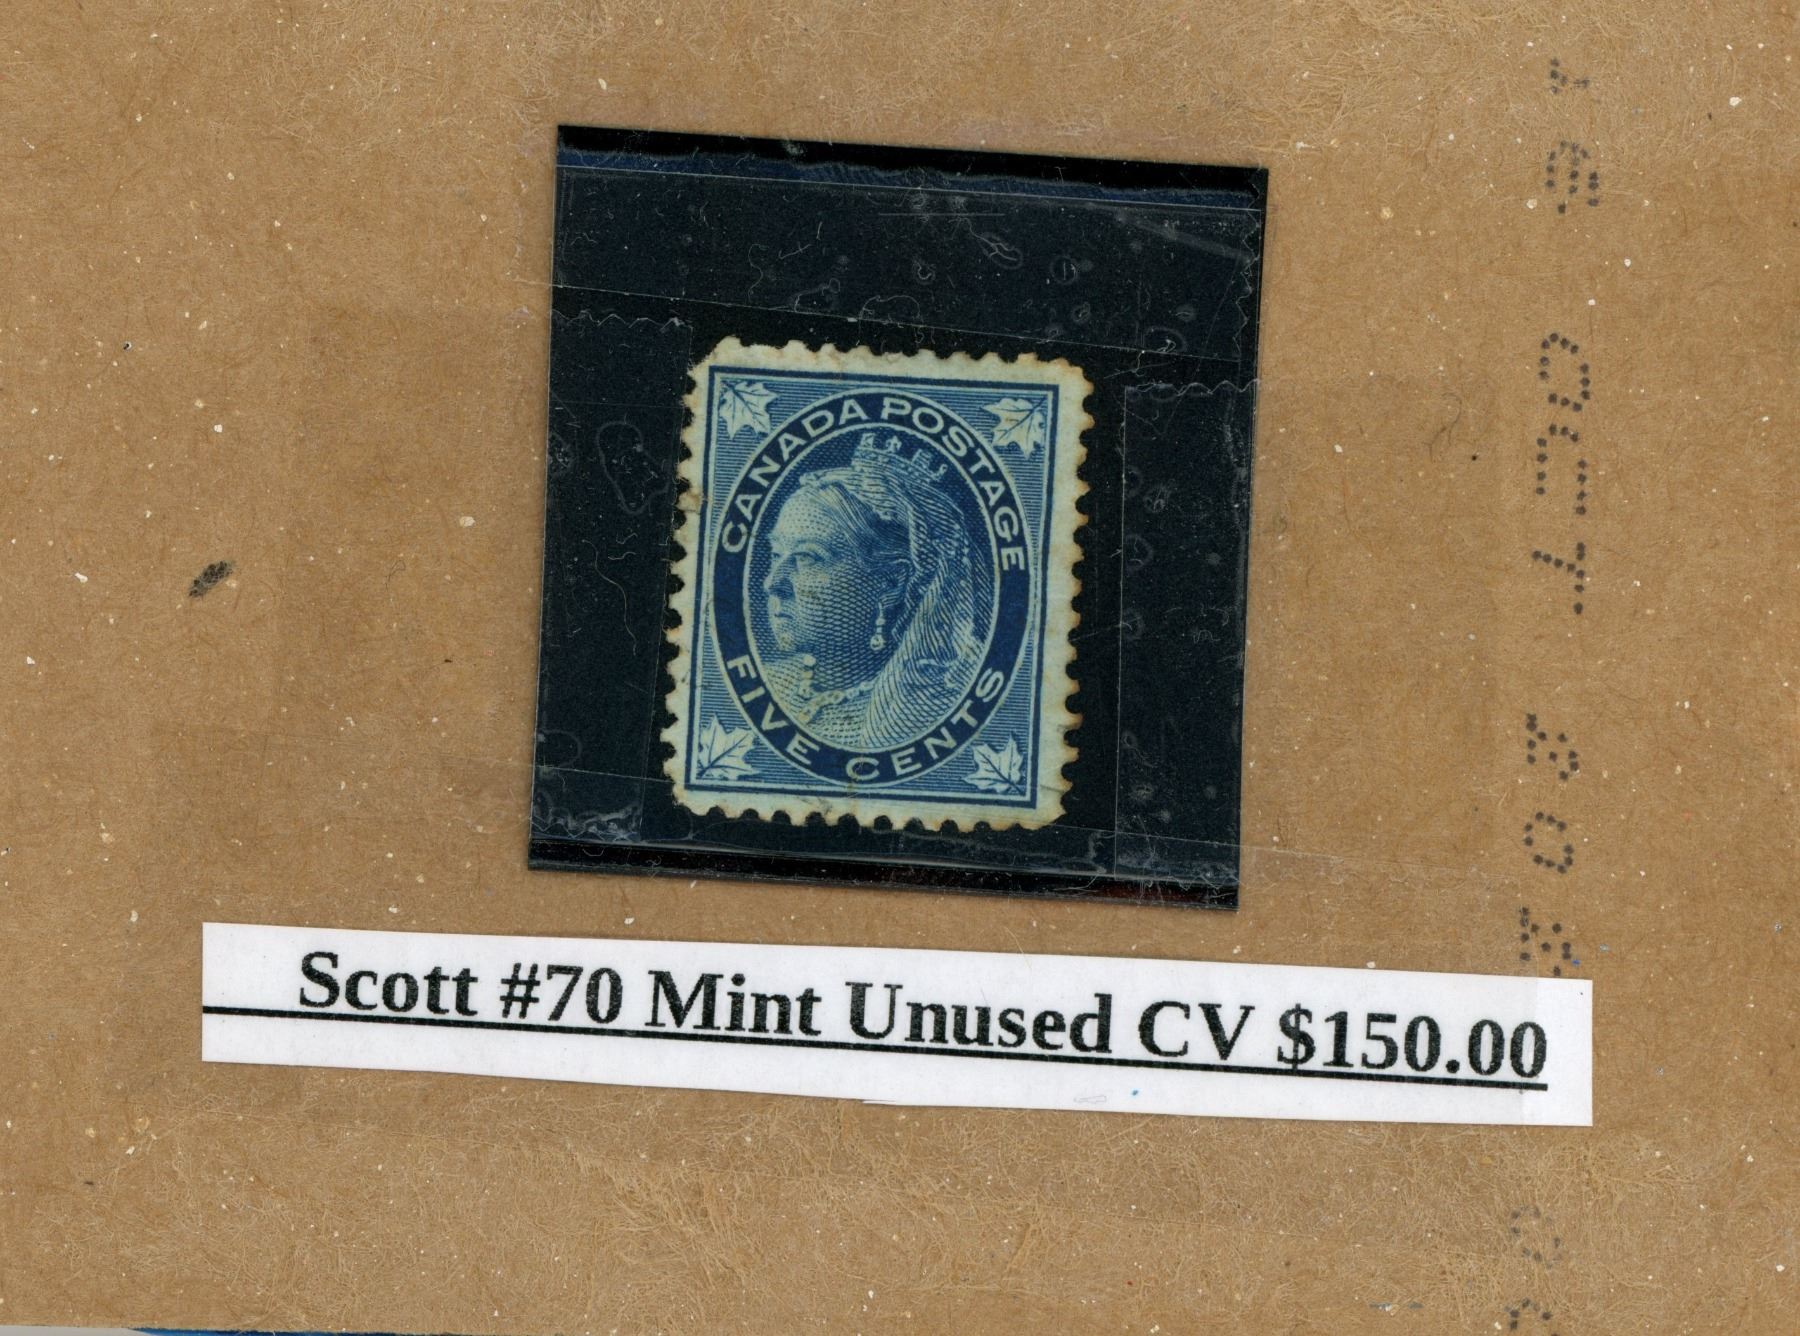 CANADA POSTAGE
FIVE CENTS
Scott #70 Mint Unused CV $150.00